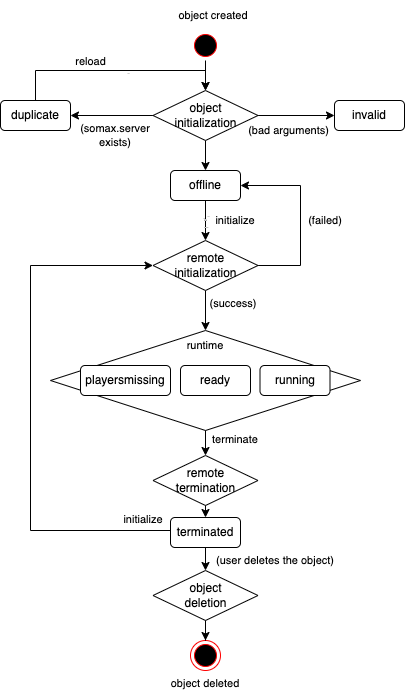 object created
reload
duplicate
object
initialization
invalid
(somax.server
exists)
(bad arguments)
offline
initialize
(failed)
remote
initialization
(success)
runtime
playersmissing
ready
running
terminate
remote
termination
initialize
terminated
(user deletes the object)
object
deletion
object deleted